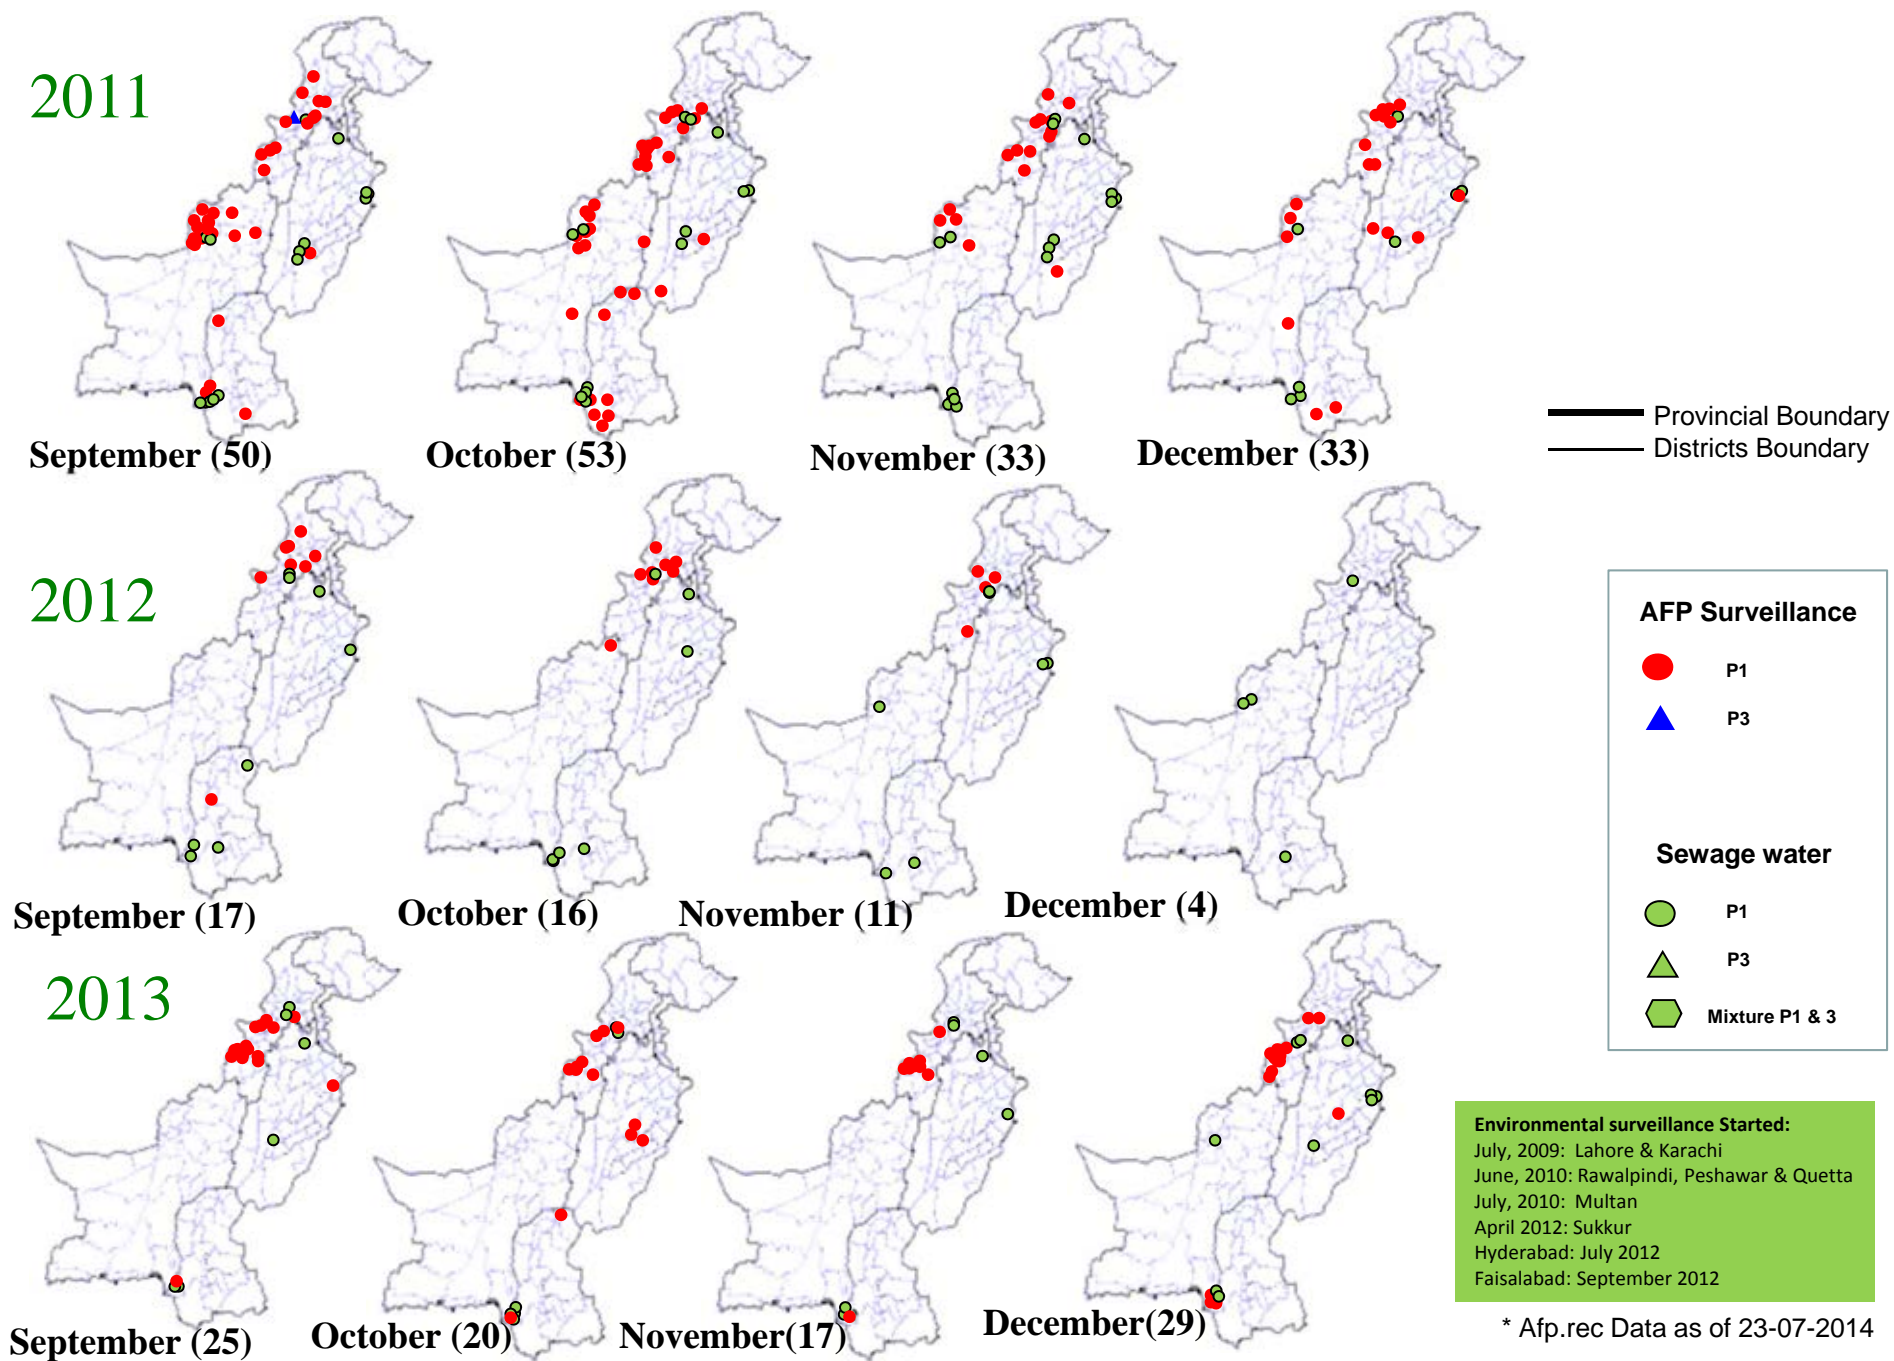 2011
September (50)
October (53)
November (33)
December (33)
Provincial Boundary
Districts Boundary
2012
September (17)
October (16)
November (11)
December (4)
AFP Surveillance
P1
P3
Sewage water
P1
P3
Mixture P1 & 3
2013
September (25)
October (20)
November(17)
December(29)
Environmental surveillance Started:
July, 2009: Lahore & Karachi
June, 2010: Rawalpindi, Peshawar & Quetta
July, 2010: Multan
April 2012: Sukkur
Hyderabad: July 2012
Faisalabad: September 2012
* Afp.rec Data as of 23-07-2014